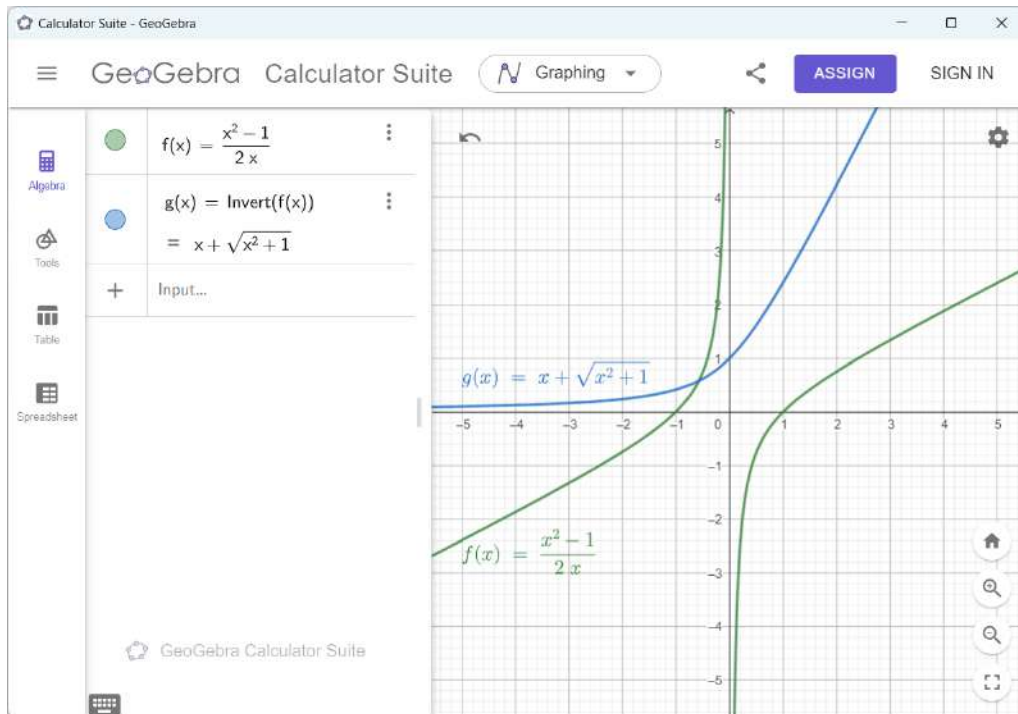 Calculator Suite - GeoGebra
GeoGebra Calculator Suite Graphing ASSIGN SIGN IN
Algebra
Tools
Table
Spreadsheet
f(x) = (x² − 1)/(2 x)
g(x) = Invert(f(x))
= x + √(x² + 1)
+ Input...
GeoGebra Calculator Suite
g(x) = x + √(x² + 1)
f(x) = (x² − 1)/(2 x)
5
4
3
2
1
−5 −4 −3 −2 −1 0 1 2 3 4 5
−1
−2
−3
−4
−5